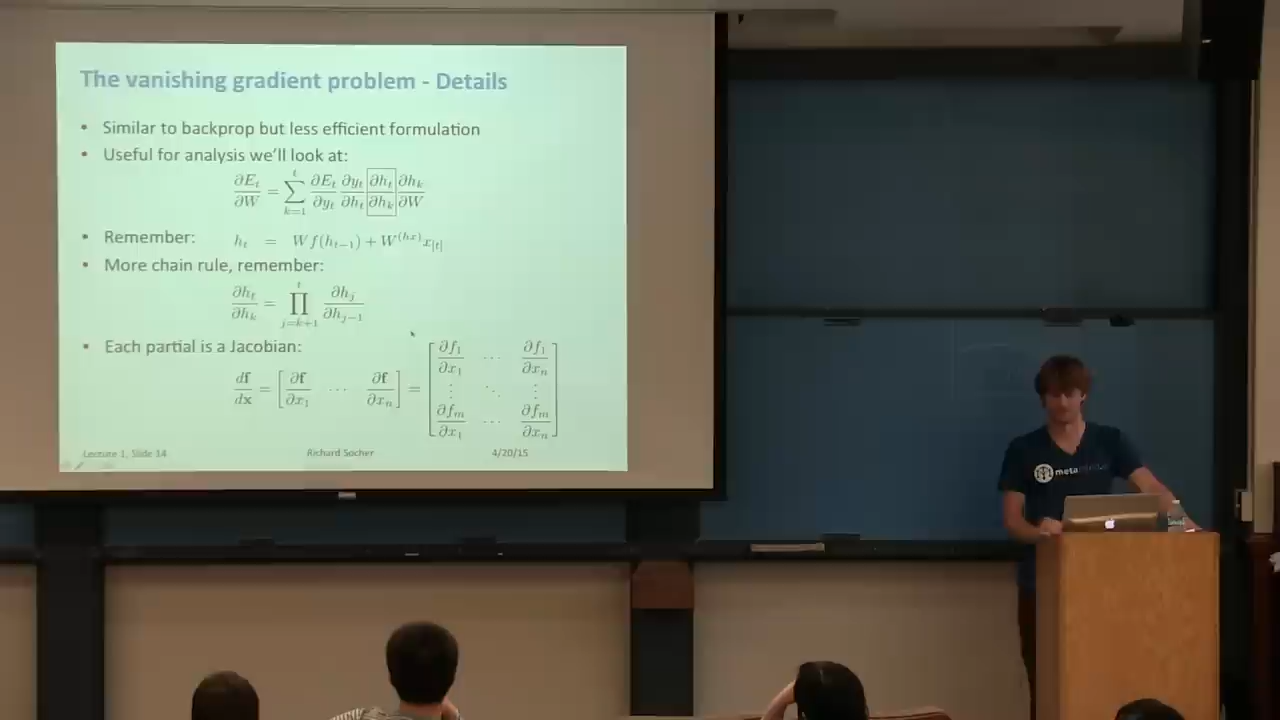 The vanishing gradient problem - Details
• Similar to backprop but less efficient formulation
• Useful for analysis we'll look at:
∂E_t/∂W = ∑_{k=1}^{t} ∂E_t/∂y_t ∂y_t/∂h_t ∂h_t/∂h_k ∂h_k/∂W
• Remember: h_t = W f(h_{t−1}) + W^{(hx)} x_{[t]}
• More chain rule, remember:
∂h_t/∂h_k = ∏_{j=k+1}^{t} ∂h_j/∂h_{j−1}
• Each partial is a Jacobian:
df/dx = [∂f/∂x_1 ⋯ ∂f/∂x_n] = [∂f_1/∂x_1 ⋯ ∂f_1/∂x_n ⋮ ⋱ ⋮ ∂f_m/∂x_1 ⋯ ∂f_m/∂x_n]
Lecture 1, Slide 14 Richard Socher 4/20/15
meta